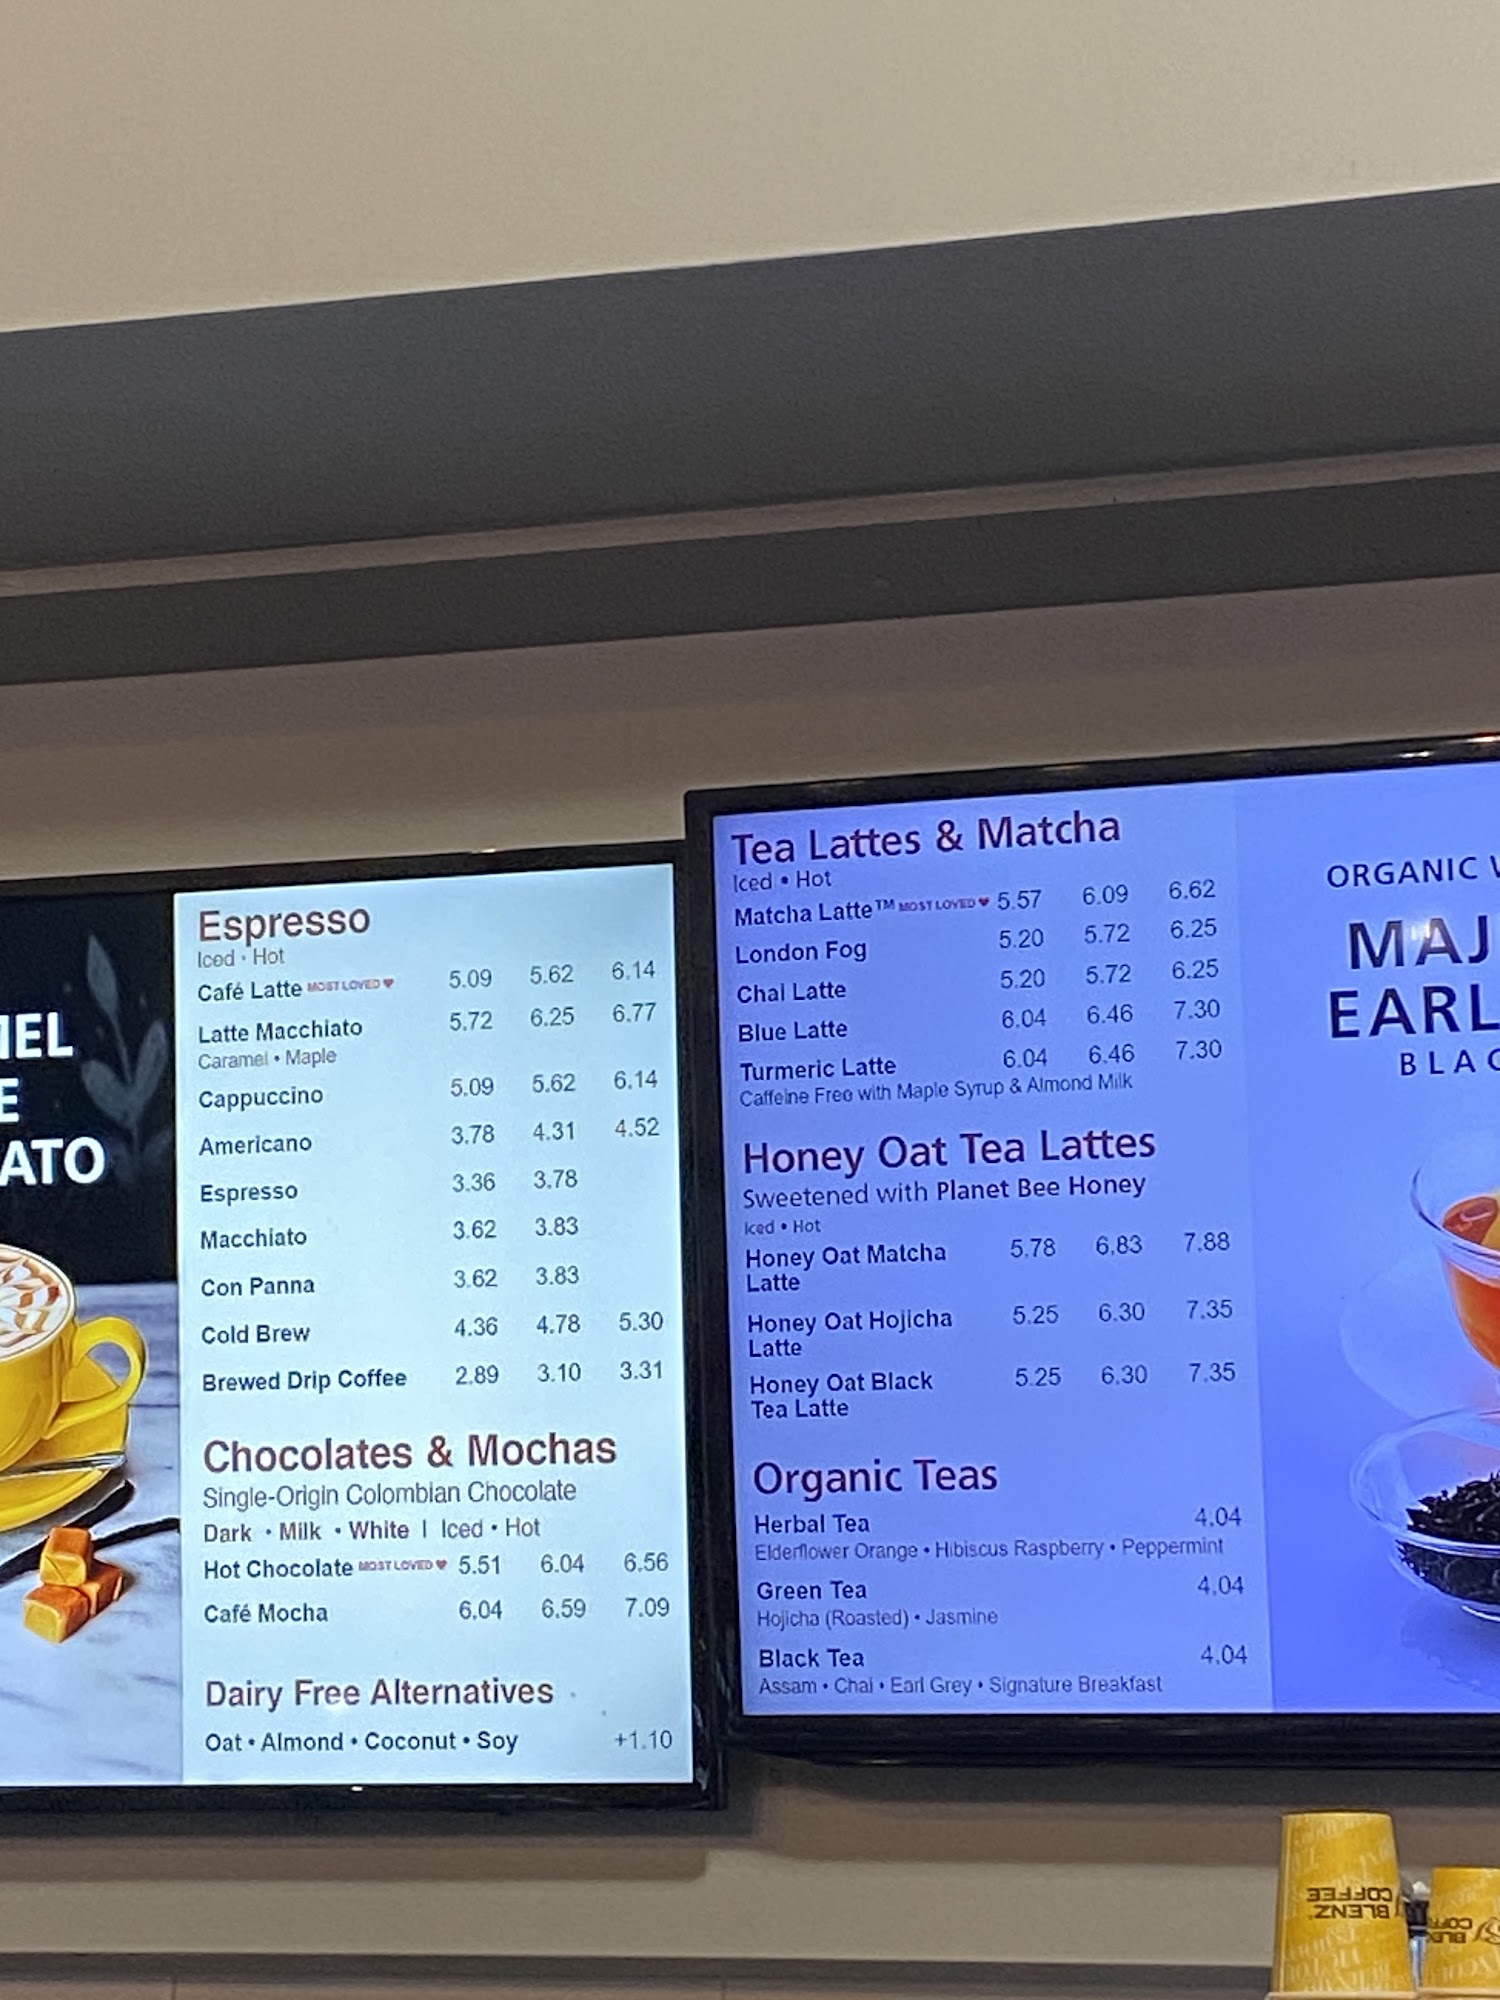 IEL
E
ATO
Espresso
Iced • Hot
Café Latte MOST LOVED ♥ 5.09 5.62 6.14
Latte Macchiato 5.72 6.25 6.77
Caramel • Maple
Cappuccino 5.09 5.62 6.14
Americano 3.78 4.31 4.52
Espresso 3.36 3.78
Macchiato 3.62 3.83
Con Panna 3.62 3.83
Cold Brew 4.36 4.78 5.30
Brewed Drip Coffee 2.89 3.10 3.31
Chocolates & Mochas
Single-Origin Colombian Chocolate
Dark • Milk • White | Iced • Hot
Hot Chocolate MOST LOVED ♥ 5.51 6.04 6.56
Café Mocha 6.04 6.59 7.09
Dairy Free Alternatives
Oat • Almond • Coconut • Soy +1.10
Tea Lattes & Matcha
Iced • Hot
Matcha Latte™ MOST LOVED ♥ 5.57 6.09 6.62
London Fog 5.20 5.72 6.25
Chai Latte 5.20 5.72 6.25
Blue Latte 6.04 6.46 7.30
Turmeric Latte 6.04 6.46 7.30
Caffeine Free with Maple Syrup & Almond Milk
Honey Oat Tea Lattes
Sweetened with Planet Bee Honey
Iced • Hot
Honey Oat Matcha 5.78 6.83 7.88
Latte
Honey Oat Hojicha 5.25 6.30 7.35
Latte
Honey Oat Black 5.25 6.30 7.35
Tea Latte
Organic Teas
Herbal Tea 4.04
Elderflower Orange • Hibiscus Raspberry • Peppermint
Green Tea 4.04
Hojicha (Roasted) • Jasmine
Black Tea 4.04
Assam • Chai • Earl Grey • Signature Breakfast
ORGANIC
MAJ
EARL
BLAC
BLENZ
COFFEE